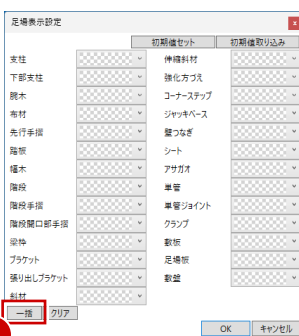 足場表示設定
x
初期値セット 初期値取り込み
支柱 伸縮斜材
下部支柱 強化方づえ
腕木 コーナーステップ
布材 ジャッキベース
先行手摺 壁つなぎ
踏板 シート
幅木 アサガオ
階段 単管
階段手摺 単管ジョイント
階段開口部手摺 クランプ
梁枠 敷板
ブラケット 足場板
張り出しブラケット 敷盤
斜材
一括 クリア
OK キャンセル